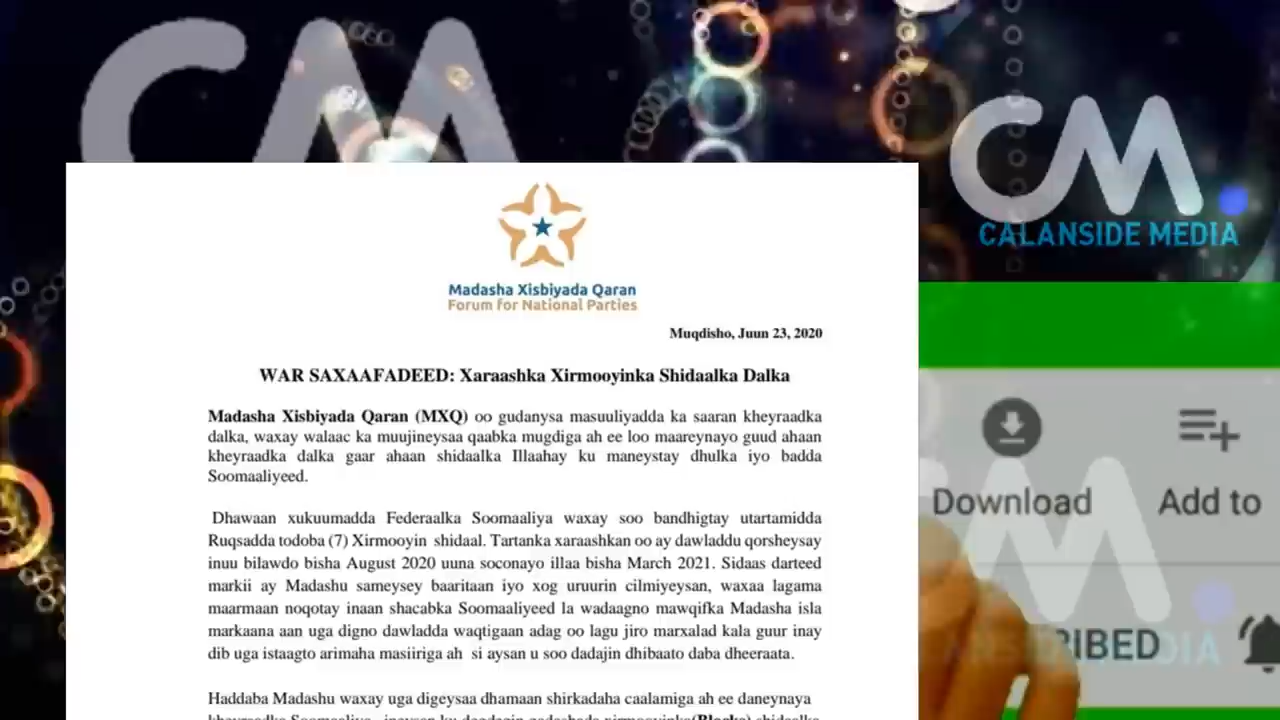 CM
CM.
CALANSIDE MEDIA
Madasha Xisbiyada Qaran
Forum for National Parties
Muqdisho, Juun 23, 2020
WAR SAXAAFADEED: Xaraashka Xirmooyinka Shidaalka Dalka
Madasha Xisbiyada Qaran (MXQ) oo gudanysa masuuliyadda ka saaran kheyraadka
dalka, waxay walaac ka muujineysaa qaabka mugdiga ah ee loo maareynayo guud ahaan
kheyraadka dalka gaar ahaan shidaalka Illaahay ku maneystay dhulka iyo badda
Soomaaliyeed.
Dhawaan xukuumadda Federaalka Soomaaliya waxay soo bandhigtay utartamidda
Ruqsadda todoba (7) Xirmooyin shidaal. Tartanka xaraashkan oo ay dawladdu qorsheysay
inuu bilawdo bisha August 2020 uuna soconayo illaa bisha March 2021. Sidaas darteed
markii ay Madashu sameysey baaritaan iyo xog uruurin cilmiyeysan, waxaa lagama
maarmaan noqotay inaan shacabka Soomaaliyeed la wadaagno mawqifka Madasha isla
markaana aan uga digno dawladda waqtigaan adag oo lagu jiro marxalad kala guur inay
dib uga istaagto arimaha masiiriga ah si aysan u soo dadajin dhibaato daba dheeraata.
Haddaba Madashu waxay uga digeysaa dhamaan shirkadaha caalamiga ah ee daneynaya
Download
Add to